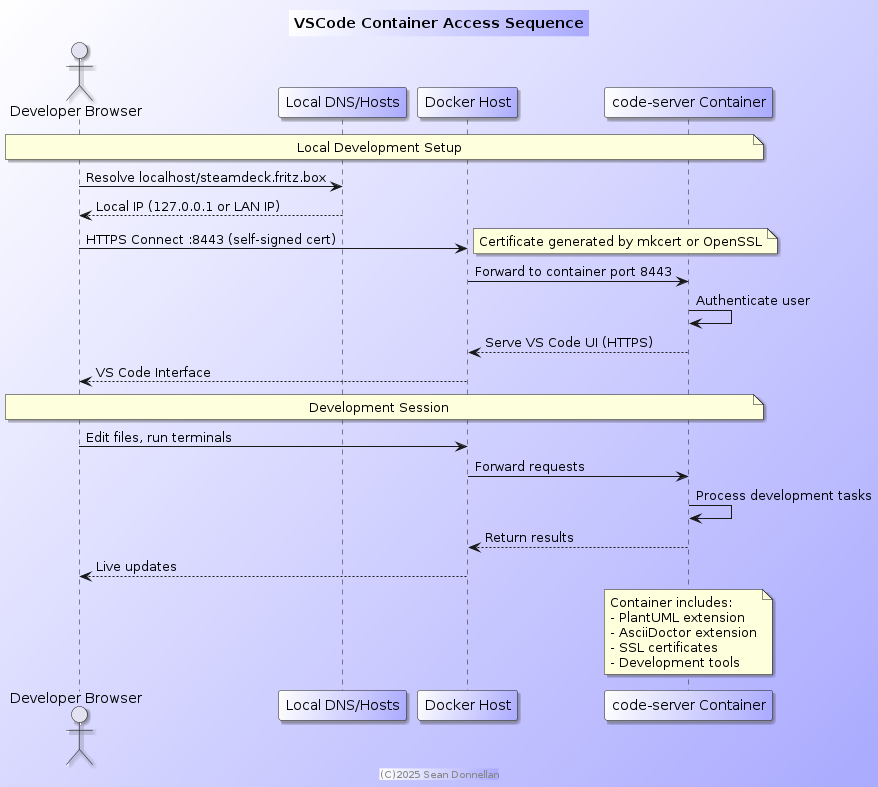 VSCode Container Access Sequence
Developer Browser
Local DNS/Hosts
Docker Host
code-server Container
Local Development Setup
Resolve localhost/steamdeck.fritz.box
Local IP (127.0.0.1 or LAN IP)
HTTPS Connect :8443 (self-signed cert)
Certificate generated by mkcert or OpenSSL
Forward to container port 8443
Authenticate user
Serve VS Code UI (HTTPS)
VS Code Interface
Development Session
Edit files, run terminals
Forward requests
Process development tasks
Return results
Live updates
Container includes:
- PlantUML extension
- AsciiDoctor extension
- SSL certificates
- Development tools
Developer Browser
Local DNS/Hosts
Docker Host
code-server Container
(C)2025 Sean Donnellan